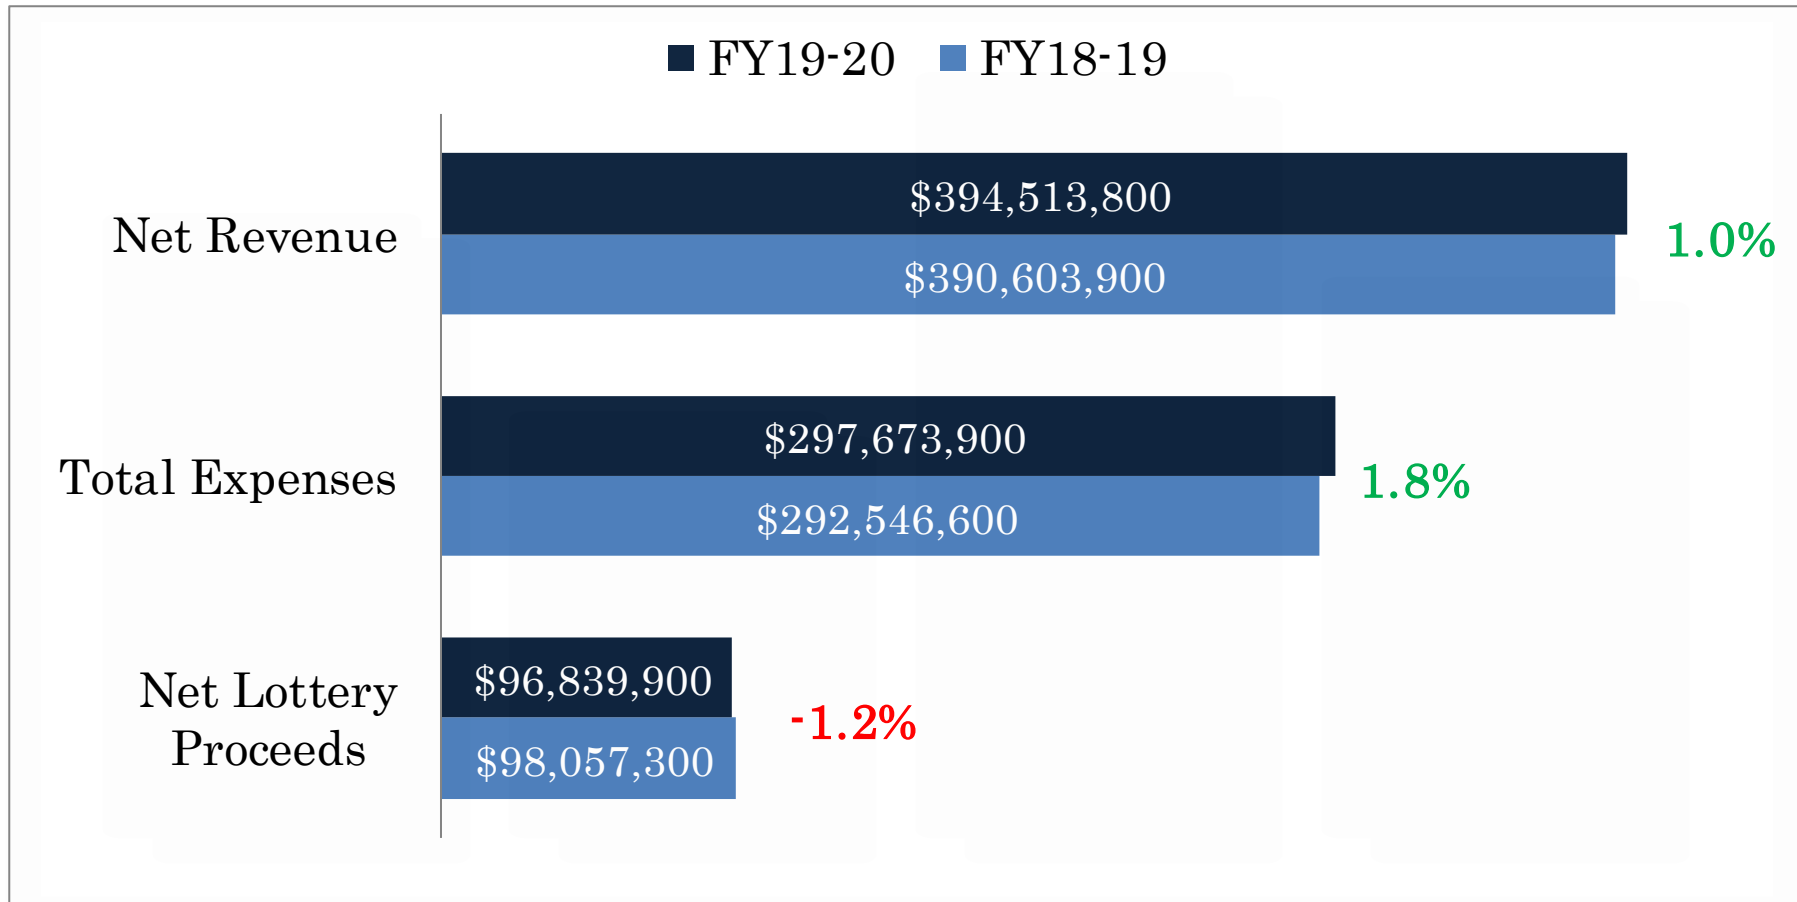 FY19-20 FY18-19
Net Revenue
$394,513,800
$390,603,900
1.0%
Total Expenses
$297,673,900
$292,546,600
1.8%
Net Lottery
Proceeds
$96,839,900
$98,057,300
-1.2%